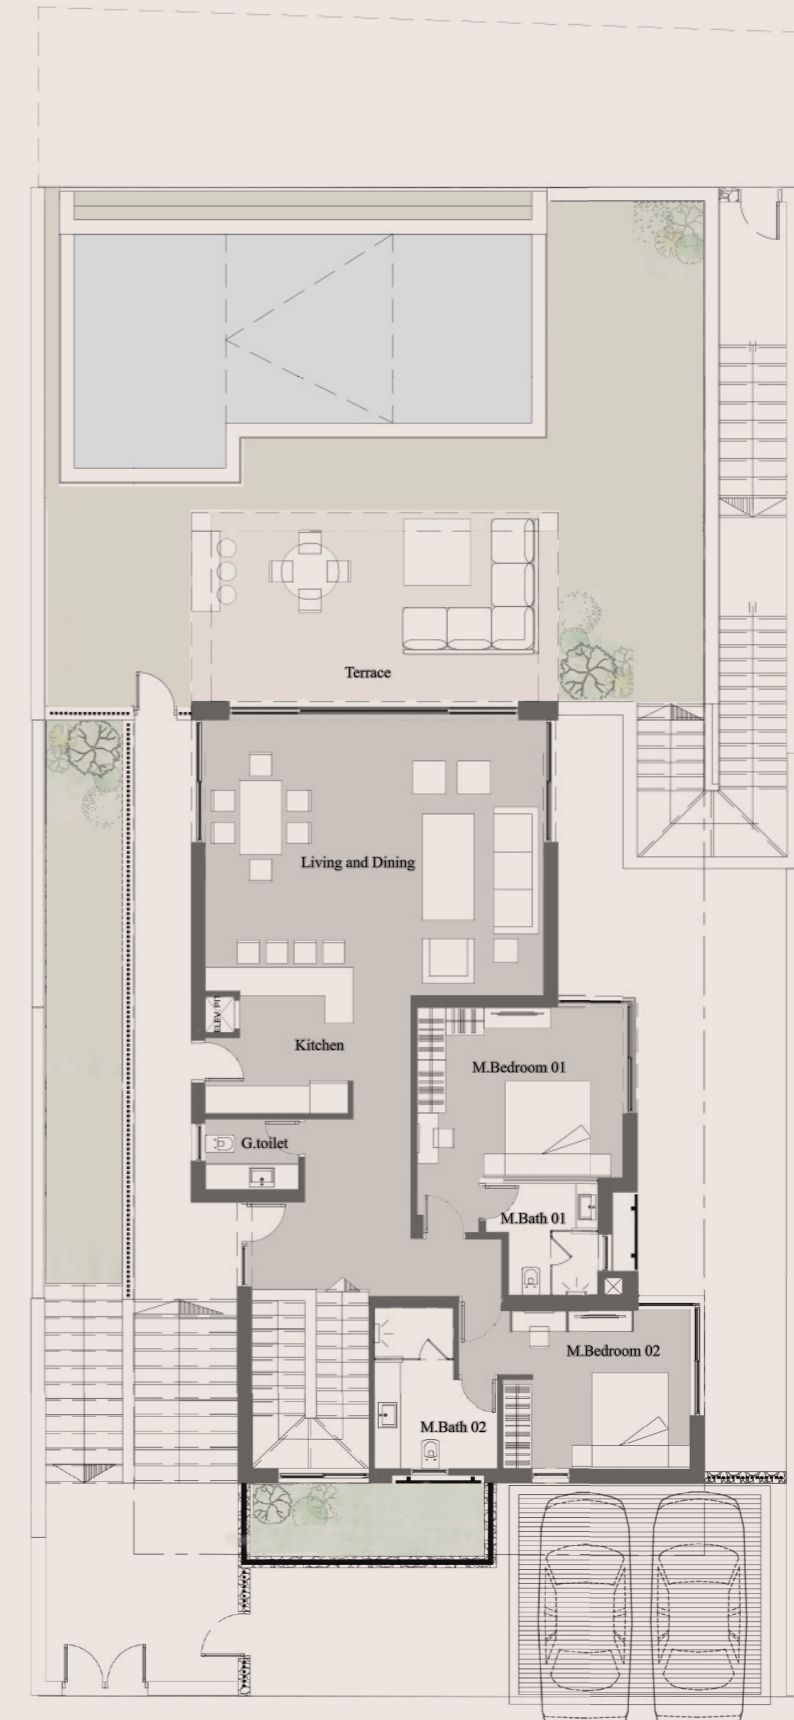 Terrace
Living and Dining
ELEV. PIT
Kitchen
M.Bedroom 01
G.toilet
M.Bath 01
M.Bedroom 02
M.Bath 02